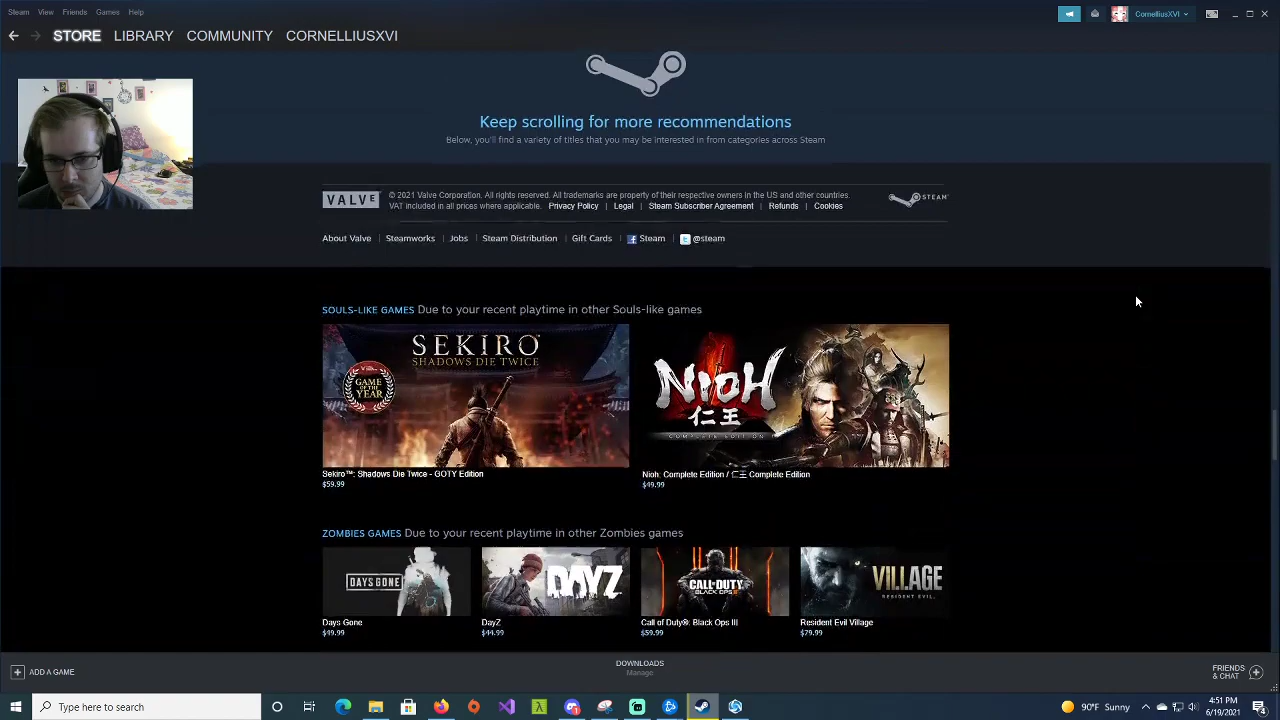 Steam View Friends Games Help
CornelliusXVI
STORE LIBRARY COMMUNITY CORNELLIUSXVI
Keep scrolling for more recommendations
Below, you'll find a variety of titles that you may be interested in from categories across Steam
VALVE
© 2021 Valve Corporation. All rights reserved. All trademarks are property of their respective owners in the US and other countries.
VAT included in all prices where applicable. Privacy Policy | Legal | Steam Subscriber Agreement | Refunds | Cookies
STEAM
About Valve | Steamworks | Jobs | Steam Distribution | Gift Cards | Steam | @steam
SOULS-LIKE GAMES Due to your recent playtime in other Souls-like games
SEKIRO
SHADOWS DIE TWICE
GAME
OF THE
YEAR
NIOH
仁王
COMPLETE EDITION
Sekiro™: Shadows Die Twice - GOTY Edition
$59.99
Nioh: Complete Edition / 仁王 Complete Edition
$49.99
ZOMBIES GAMES Due to your recent playtime in other Zombies games
DAYS GONE
DAYZ
CALL OF DUTY
BLACK OPS III
VILLAGE
RESIDENT EVIL
Days Gone
$49.99
DayZ
$44.99
Call of Duty®: Black Ops III
$59.99
Resident Evil Village
$79.99
ADD A GAME
DOWNLOADS
Manage
FRIENDS
& CHAT
Type here to search
90°F Sunny
4:51 PM
6/19/2021